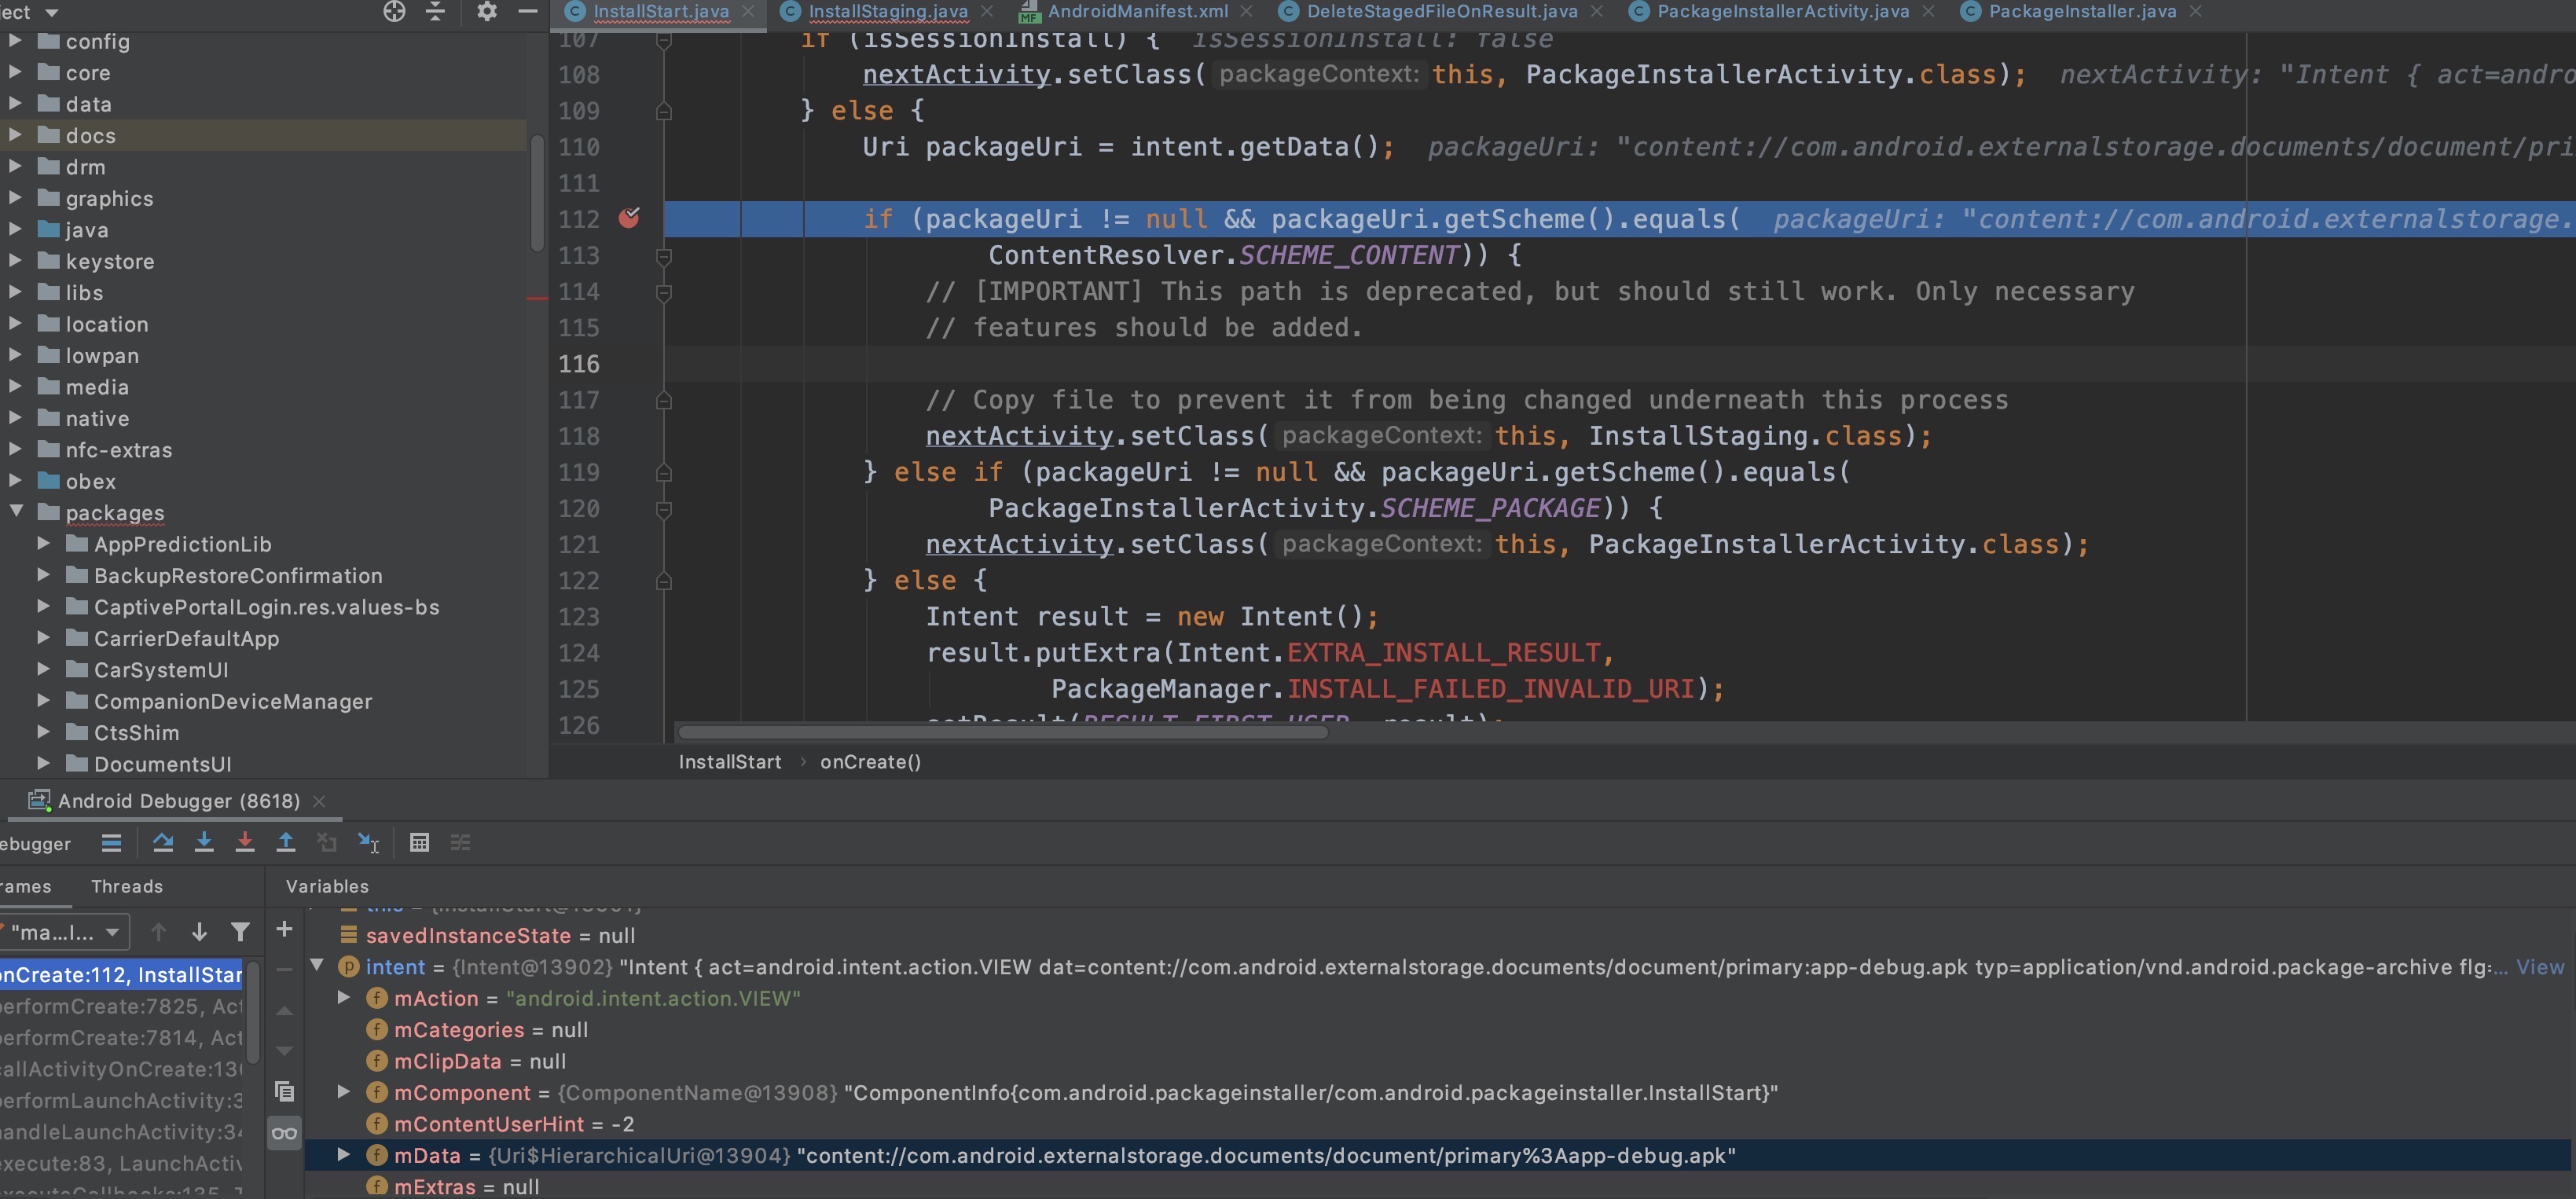 ect
InstallStart.java
InstallStaging.java
AndroidManifest.xml
DeleteStagedFileOnResult.java
PackageInstallerActivity.java
PackageInstaller.java
config
core
data
docs
drm
graphics
java
keystore
libs
location
lowpan
media
native
nfc-extras
obex
packages
AppPredictionLib
BackupRestoreConfirmation
CaptivePortalLogin.res.values-bs
CarrierDefaultApp
CarSystemUI
CompanionDeviceManager
CtsShim
DocumentsUI
107 if (isSessionInstall) { isSessionInstall: false
108 nextActivity.setClass( packageContext: this, PackageInstallerActivity.class); nextActivity: "Intent { act=andro
109 } else {
110 Uri packageUri = intent.getData(); packageUri: "content://com.android.externalstorage.documents/document/pri
111
112 if (packageUri != null && packageUri.getScheme().equals( packageUri: "content://com.android.externalstorage.
113 ContentResolver.SCHEME_CONTENT)) {
114 // [IMPORTANT] This path is deprecated, but should still work. Only necessary
115 // features should be added.
116
117 // Copy file to prevent it from being changed underneath this process
118 nextActivity.setClass( packageContext: this, InstallStaging.class);
119 } else if (packageUri != null && packageUri.getScheme().equals(
120 PackageInstallerActivity.SCHEME_PACKAGE)) {
121 nextActivity.setClass( packageContext: this, PackageInstallerActivity.class);
122 } else {
123 Intent result = new Intent();
124 result.putExtra(Intent.EXTRA_INSTALL_RESULT,
125 PackageManager.INSTALL_FAILED_INVALID_URI);
126 setResult(RESULT_FIRST_USER, result);
InstallStart › onCreate()
Android Debugger (8618)
ebugger
rames Threads
"ma...l...
onCreate:112, InstallStar
performCreate:7825, Act
performCreate:7814, Act
callActivityOnCreate:130
performLaunchActivity:3
handleLaunchActivity:34
execute:83, LaunchActiv
Variables
savedInstanceState = null
intent = {Intent@13902} "Intent { act=android.intent.action.VIEW dat=content://com.android.externalstorage.documents/document/primary:app-debug.apk typ=application/vnd.android.package-archive flg:... View
mAction = "android.intent.action.VIEW"
mCategories = null
mClipData = null
mComponent = {ComponentName@13908} "ComponentInfo{com.android.packageinstaller/com.android.packageinstaller.InstallStart}"
mContentUserHint = -2
mData = {Uri$HierarchicalUri@13904} "content://com.android.externalstorage.documents/document/primary%3Aapp-debug.apk"
mExtras = null